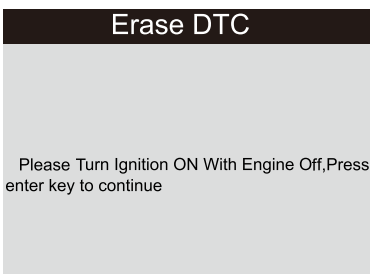 Erase DTC
Please Turn Ignition ON With Engine Off,Press
enter key to continue